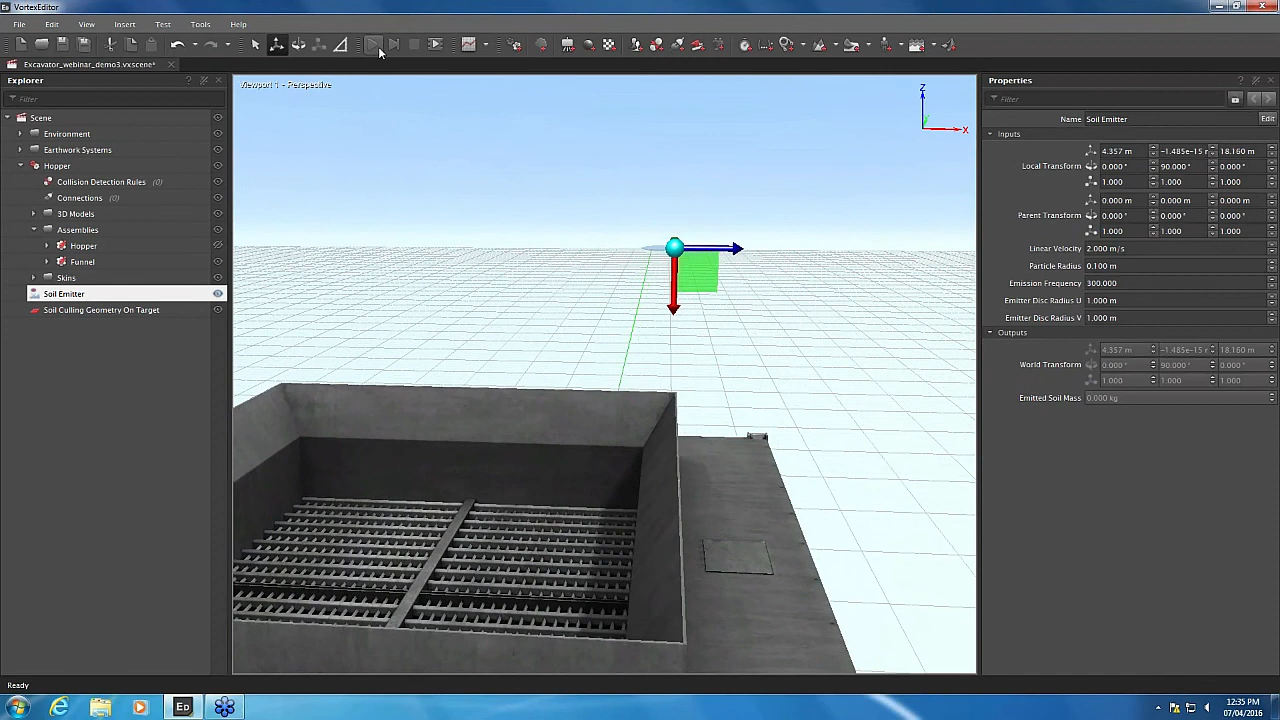 VortexEditor
File Edit View Insert Test Tools Help
Excavator_webinar_demo3.vxscene*
Explorer
Filter
Scene
Environment
Earthwork Systems
Hopper
Collision Detection Rules (0)
Connections (0)
3D Models
Assemblies
Hopper
Funnel
Skins
Soil Emitter
Soil Culling Geometry On Target
Viewport 1 - Perspective
Z
Y
X
Properties
Filter
Name Soil Emitter Edit
Inputs
4.357 m -1.485e-15 r 18.160 m
Local Transform 0.000 ° 90.000 ° 0.000 °
1.000 1.000 1.000
0.000 m 0.000 m 0.000 m
Parent Transform 0.000 ° 0.000 ° 0.000 °
1.000 1.000 1.000
Linear Velocity 2.000 m/s
Particle Radius 0.100 m
Emission Frequency 300.000
Emitter Disc Radius U 1.000 m
Emitter Disc Radius V 1.000 m
Outputs
4.357 m -1.485e-15 r 18.160 m
World Transform 0.000 ° 90.000 ° 0.000 °
1.000 1.000 1.000
Emitted Soil Mass 0.000 kg
Ready
Ed
12:35 PM
07/04/2016